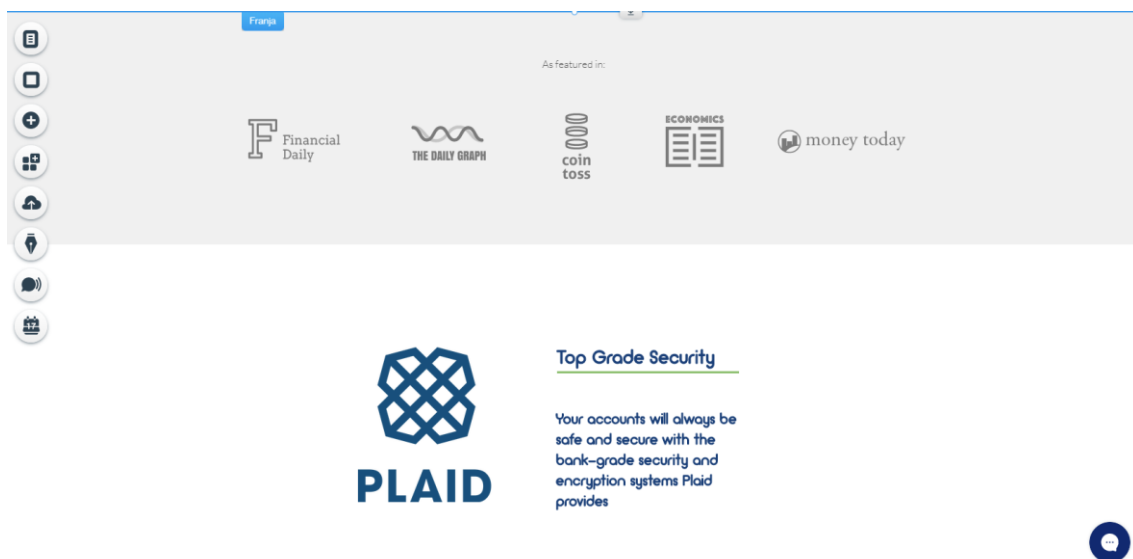 Franja
As featured in:
Financial
Daily
THE DAILY GRAPH
coin
toss
ECONOMICS
money today
17
Top Grade Security
PLAID
Your accounts will always be
safe and secure with the
bank-grade security and
encryption systems Plaid
provides